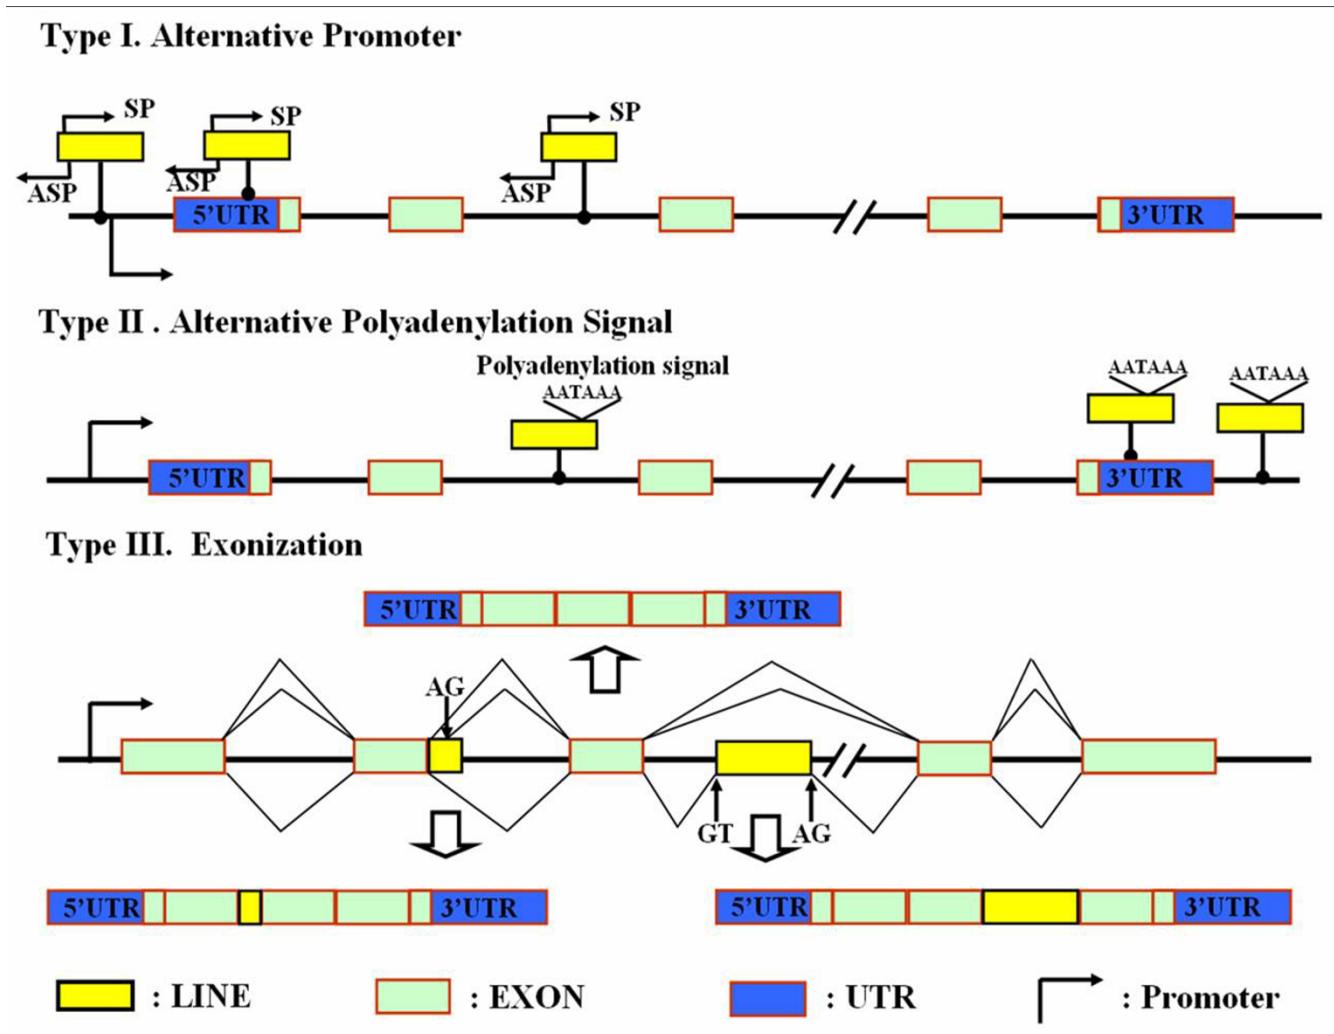 Type I. Alternative Promoter
SP SP SP
ASP ASP ASP
5'UTR 3'UTR
Type II . Alternative Polyadenylation Signal
Polyadenylation signal
AATAAA AATAAA AATAAA
5'UTR 3'UTR
Type III. Exonization
5'UTR 3'UTR
AG
GT AG
5'UTR 3'UTR 5'UTR 3'UTR
: LINE : EXON : UTR : Promoter